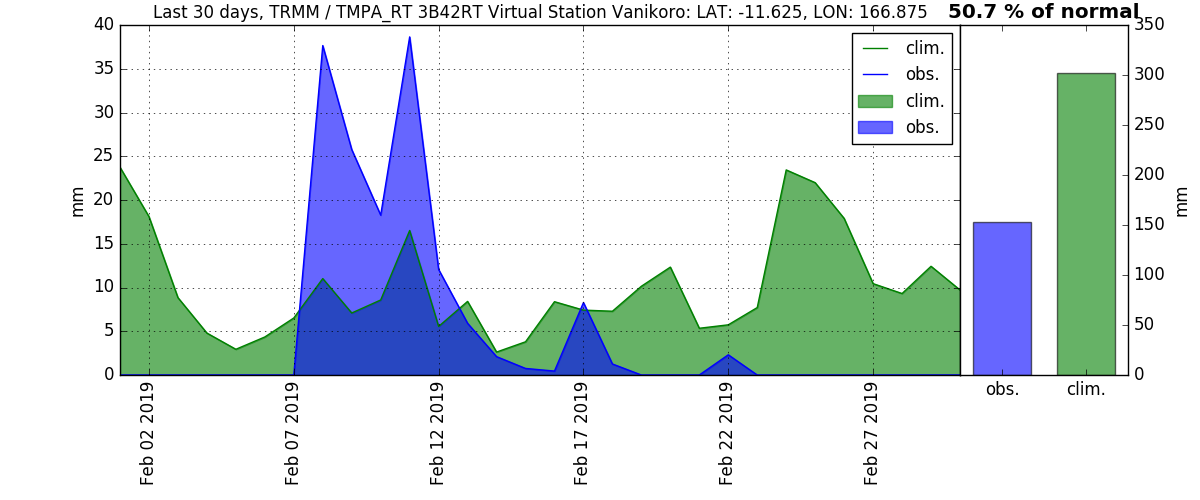 Last 30 days, TRMM / TMPA_RT 3B42RT Virtual Station Vanikoro: LAT: -11.625, LON: 166.875
50.7 % of normal
40
35
30
25
20
15
10
5
0
mm
clim.
obs.
clim.
obs.
Feb 02 2019
Feb 07 2019
Feb 12 2019
Feb 17 2019
Feb 22 2019
Feb 27 2019
350
300
250
200
150
100
50
0
mm
obs.
clim.